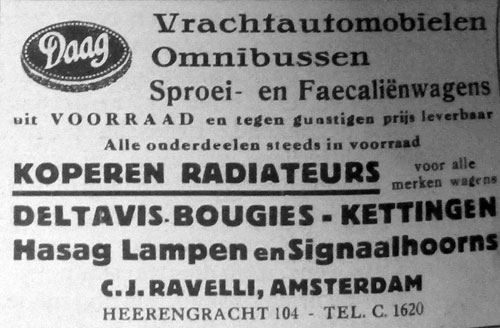 Daag
Vrachtautomobielen
Omnibussen
Sproei- en Faecaliënwagens
uit VOORRAAD en tegen gunstigen prijs leverbaar
Alle onderdeelen steeds in voorraad
KOPEREN RADIATEURS voor alle
merken wagens
DELTAVIS-BOUGIES - KETTINGEN
Hasag Lampen en Signaalhoorns
C.J. RAVELLI, AMSTERDAM
HEERENGRACHT 104 - TEL. C. 1620